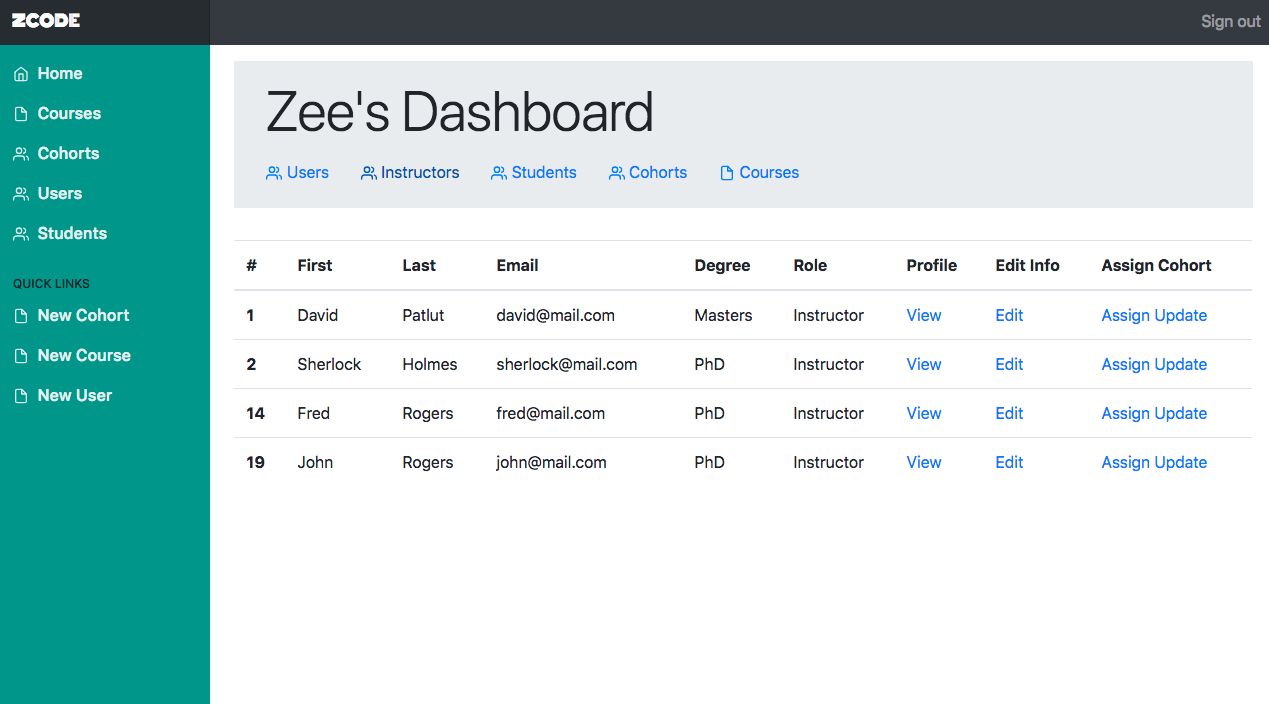 ZCODE
Sign out
Home
Courses
Cohorts
Users
Students
QUICK LINKS
New Cohort
New Course
New User
Zee's Dashboard
Users Instructors Students Cohorts Courses
# First Last Email Degree Role Profile Edit Info Assign Cohort
1 David Patlut david@mail.com Masters Instructor View Edit Assign Update
2 Sherlock Holmes sherlock@mail.com PhD Instructor View Edit Assign Update
14 Fred Rogers fred@mail.com PhD Instructor View Edit Assign Update
19 John Rogers john@mail.com PhD Instructor View Edit Assign Update